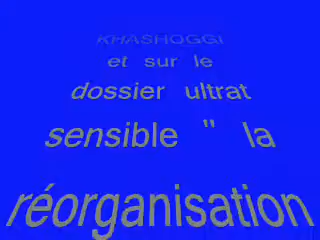 KHASHOGGI
et sur le
dossier ultrat
sensible " la
réorganisation